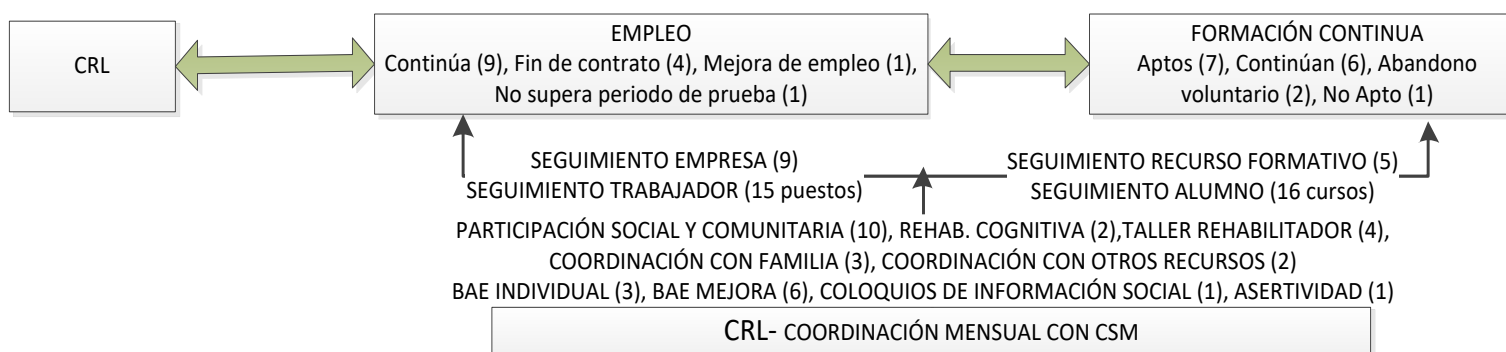 CRL
EMPLEO
Continúa (9), Fin de contrato (4), Mejora de empleo (1),
No supera periodo de prueba (1)
FORMACIÓN CONTINUA
Aptos (7), Continúan (6), Abandono
voluntario (2), No Apto (1)
SEGUIMIENTO EMPRESA (9)
SEGUIMIENTO TRABAJADOR (15 puestos)
SEGUIMIENTO RECURSO FORMATIVO (5)
SEGUIMIENTO ALUMNO (16 cursos)
PARTICIPACIÓN SOCIAL Y COMUNITARIA (10), REHAB. COGNITIVA (2),TALLER REHABILITADOR (4),
COORDINACIÓN CON FAMILIA (3), COORDINACIÓN CON OTROS RECURSOS (2)
BAE INDIVIDUAL (3), BAE MEJORA (6), COLOQUIOS DE INFORMACIÓN SOCIAL (1), ASERTIVIDAD (1)
CRL- COORDINACIÓN MENSUAL CON CSM